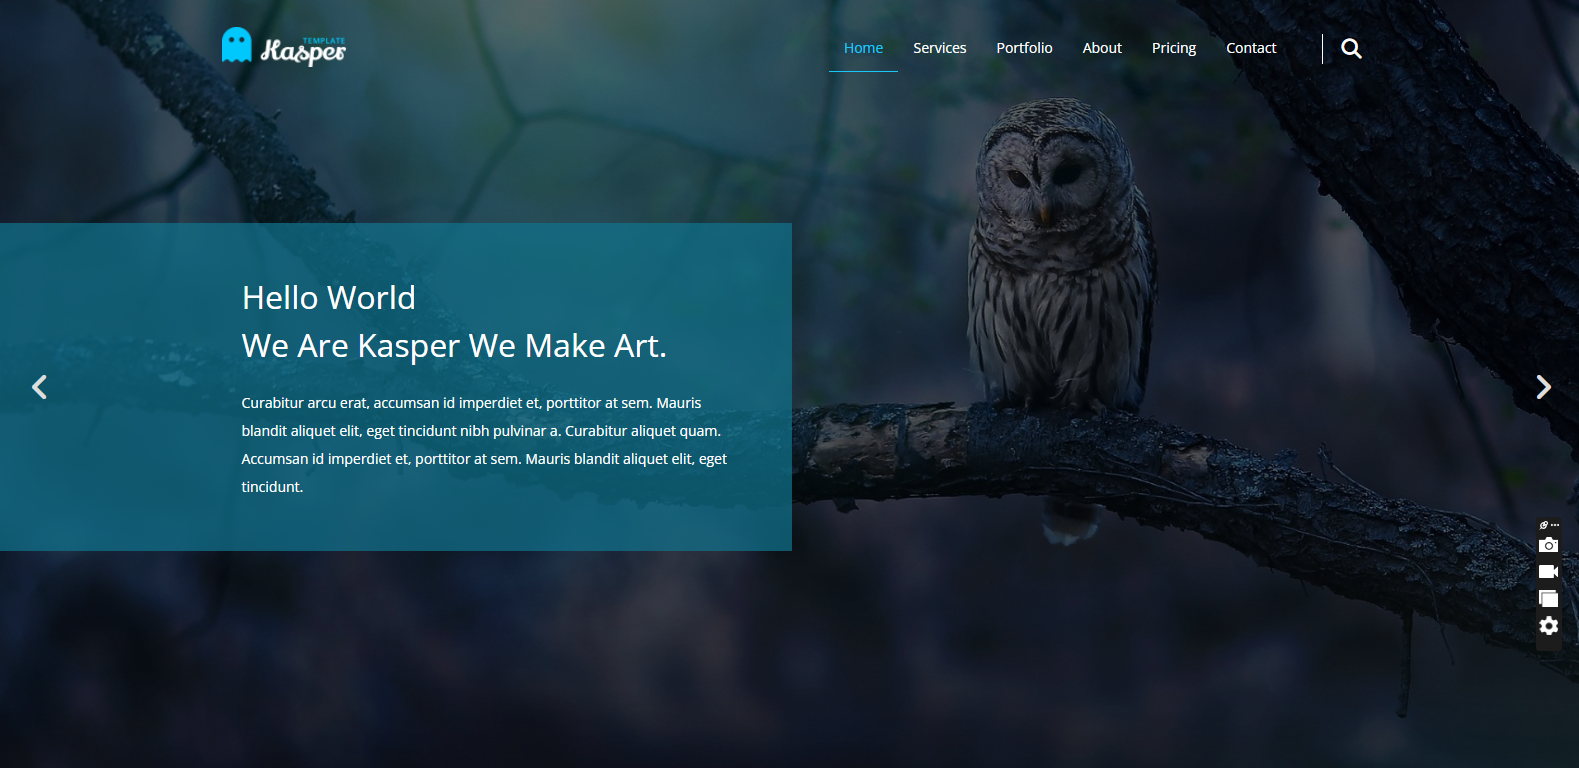 TEMPLATE
Kasper
Home Services Portfolio About Pricing Contact
Hello World
We Are Kasper We Make Art.
Curabitur arcu erat, accumsan id imperdiet et, porttitor at sem. Mauris
blandit aliquet elit, eget tincidunt nibh pulvinar a. Curabitur aliquet quam.
Accumsan id imperdiet et, porttitor at sem. Mauris blandit aliquet elit, eget
tincidunt.